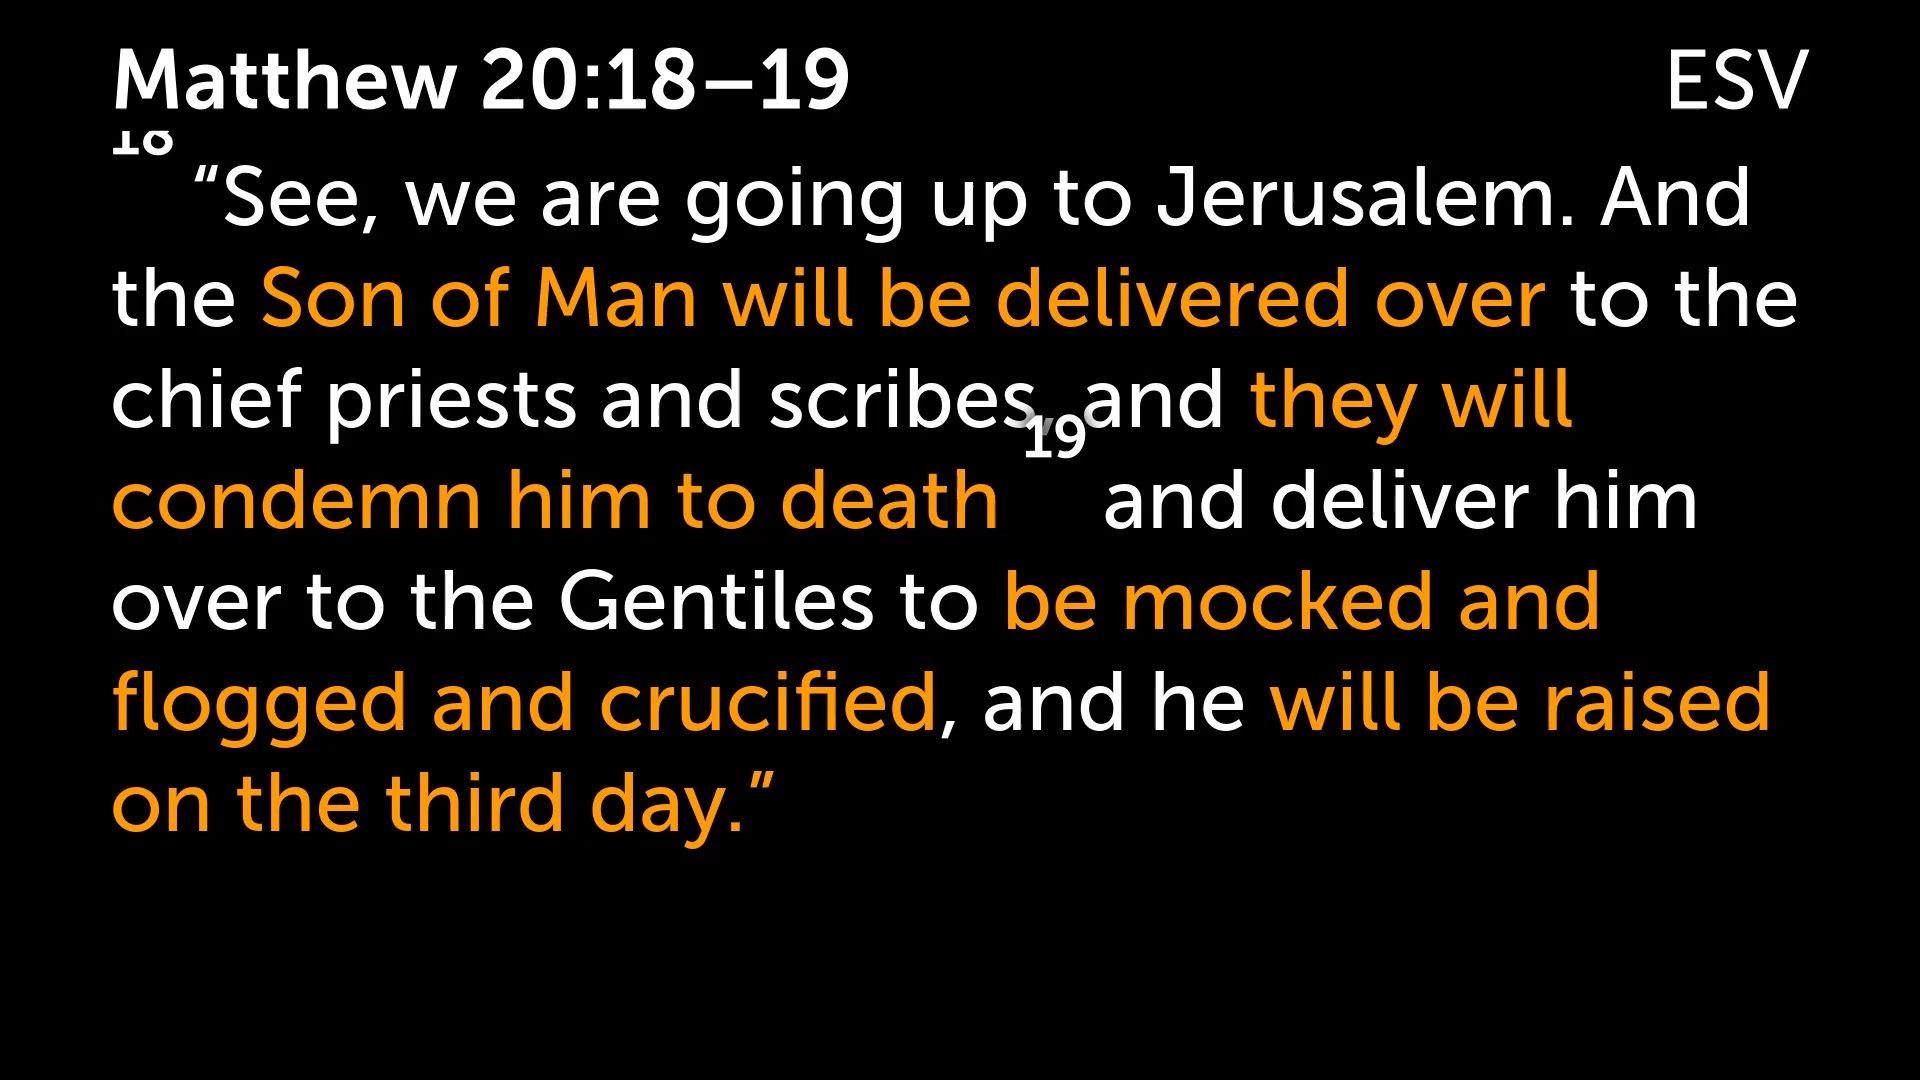 Matthew 20:18–19 ESV
18 “See, we are going up to Jerusalem. And
the Son of Man will be delivered over to the
chief priests and scribes, and they will
condemn him to death 19 and deliver him
over to the Gentiles to be mocked and
flogged and crucified, and he will be raised
on the third day.”